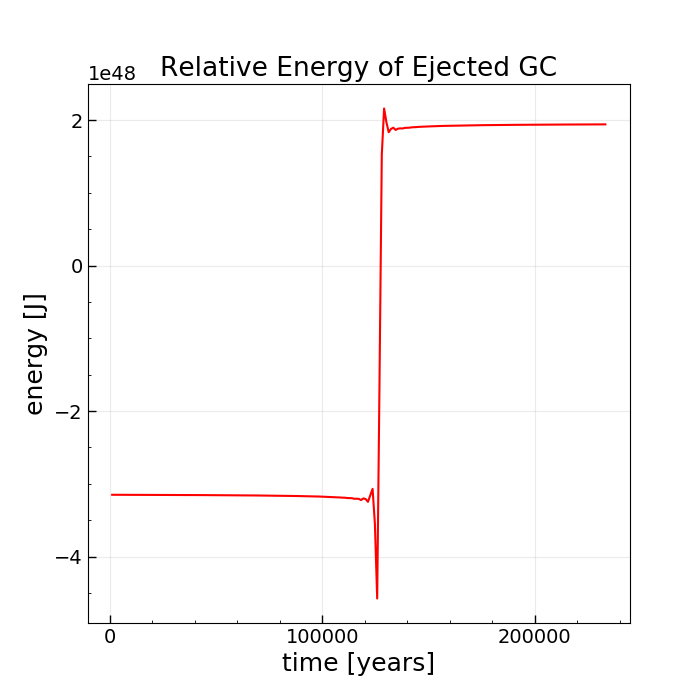 Relative Energy of Ejected GC
1e48
2
0
−2
−4
energy [J]
0 100000 200000
time [years]